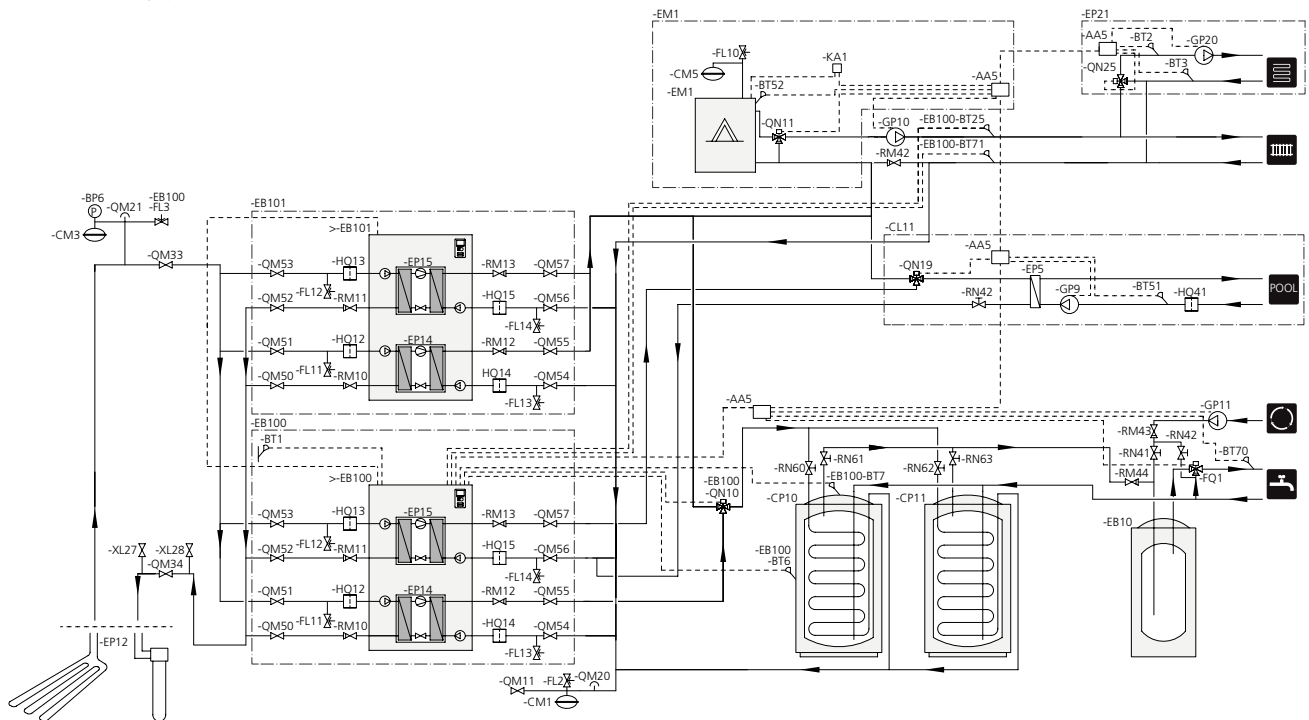 -EM1
-EP21
-FL10
-KA1
-AA5
-BT2
-GP20
-CM5
-BT3
-EM1
-BT52
-AA5
-QN25
-QN11
-GP10
-EB100-BT25
-RM42
-EB100-BT71
-BP6
P
-QM21
-EB100
-FL3
-CM3
-QM33
-EB101
>-EB101
-CL11
-AA5
-QM53
-HQ13
-EP15
-RM13
-QM57
-QN19
-EP5
-FL12
-QM52
-RM11
-HQ15
-QM56
-RN42
-GP9
-BT51
-HQ41
POOL
-FL14
-QM51
-HQ12
-EP14
-RM12
-QM55
-FL11
-QM50
-RM10
HQ14
-QM54
-FL13
-EB100
-BT1
-AA5
-GP11
-RM43
-RN42
>-EB100
-RN60
-RN61
-RN62
-RN63
-RN41
-BT70
-EB100
-QN10
-EB100-BT7
-RM44
-FQ1
-CP10
-CP11
-QM53
-HQ13
-EP15
-RM13
-QM57
-EB10
-FL12
-XL27
-XL28
-QM52
-RM11
-HQ15
-QM56
-EB100
-BT6
-QM34
-FL14
-QM51
-HQ12
-EP14
-RM12
-QM55
-FL11
-EP12
-QM50
-RM10
-HQ14
-QM54
-FL13
-QM11
-FL2
-QM20
-CM1